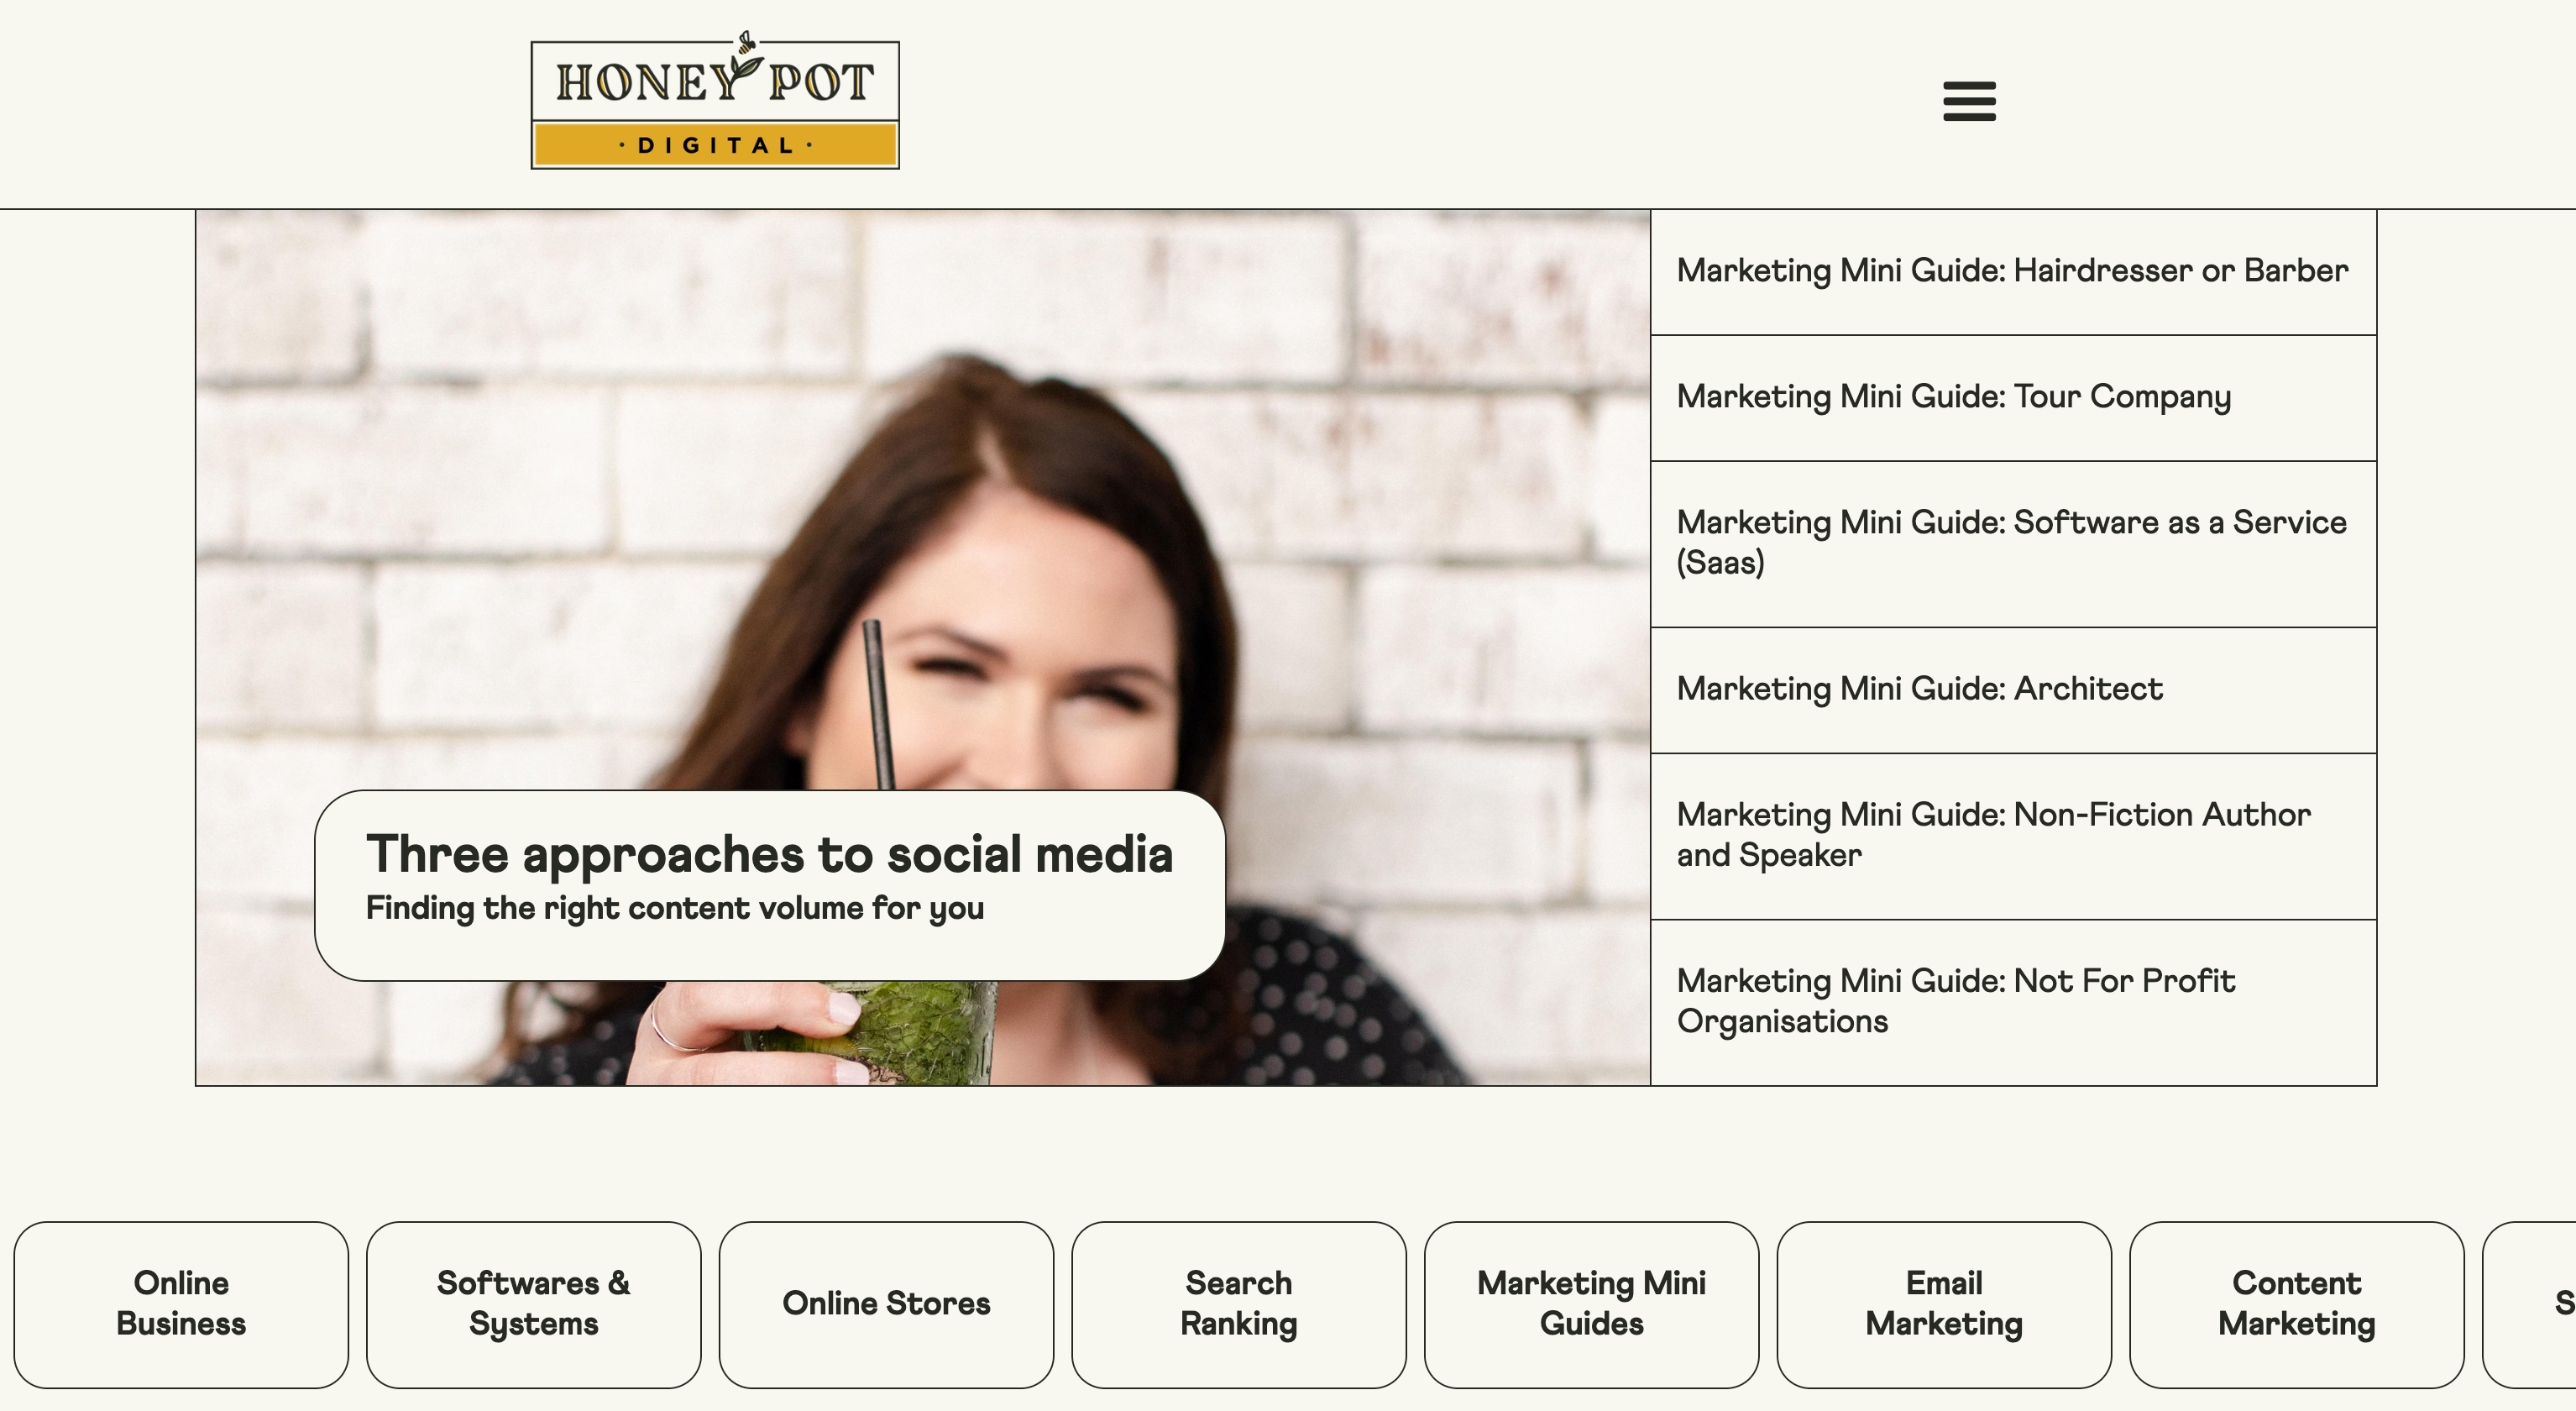 HONEY POT
· DIGITAL ·
Marketing Mini Guide: Hairdresser or Barber
Marketing Mini Guide: Tour Company
Marketing Mini Guide: Software as a Service
(Saas)
Marketing Mini Guide: Architect
Marketing Mini Guide: Non-Fiction Author
and Speaker
Marketing Mini Guide: Not For Profit
Organisations
Three approaches to social media
Finding the right content volume for you
Online
Business
Softwares &
Systems
Online Stores
Search
Ranking
Marketing Mini
Guides
Email
Marketing
Content
Marketing